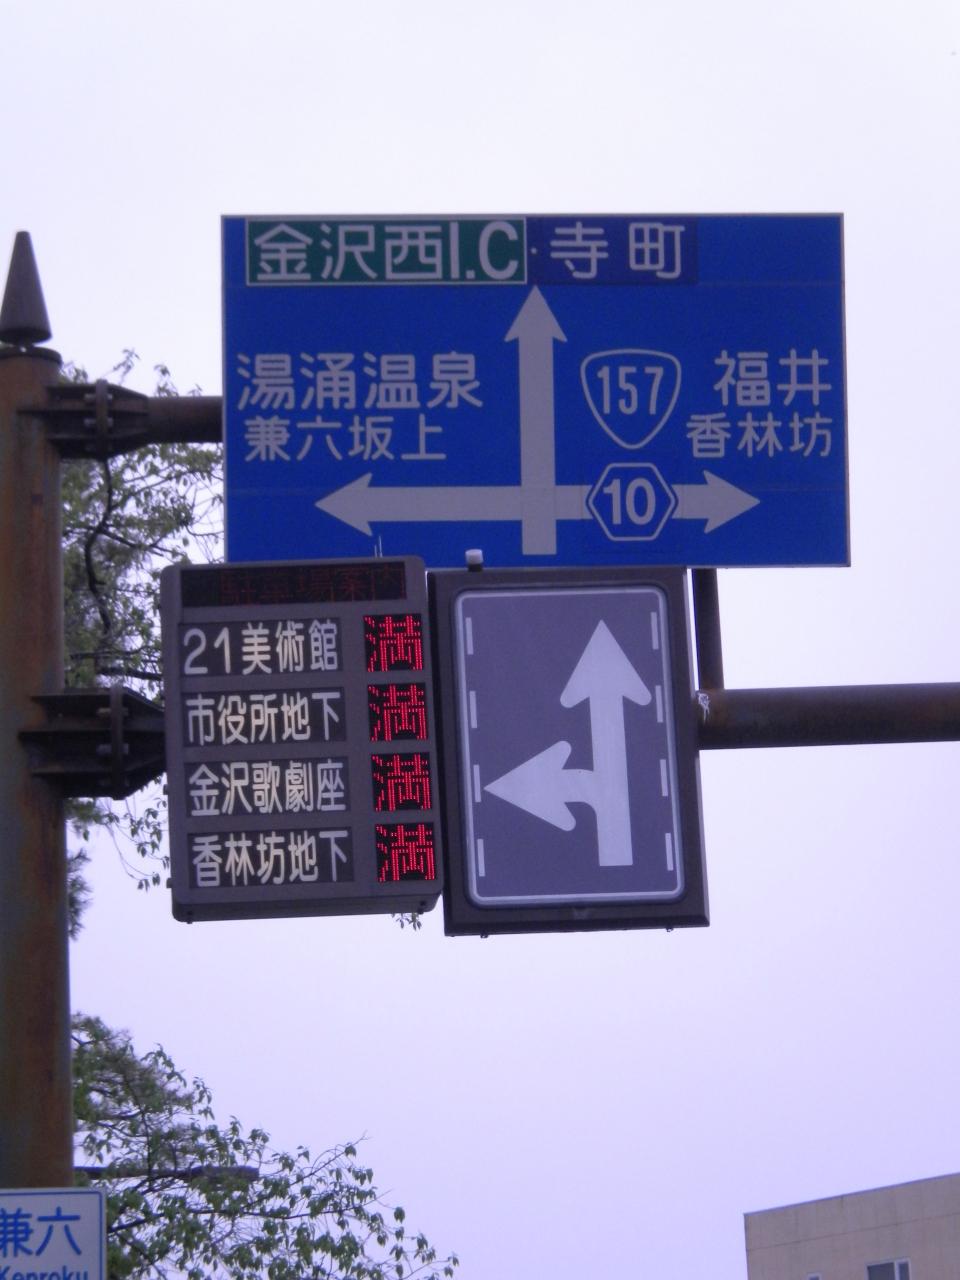 金沢西I.C・寺町
湯涌温泉
兼六坂上
157
福井
香林坊
10
駐車場案内
21美術館 満
市役所地下 満
金沢歌劇座 満
香林坊地下 満
兼六
Kenroku